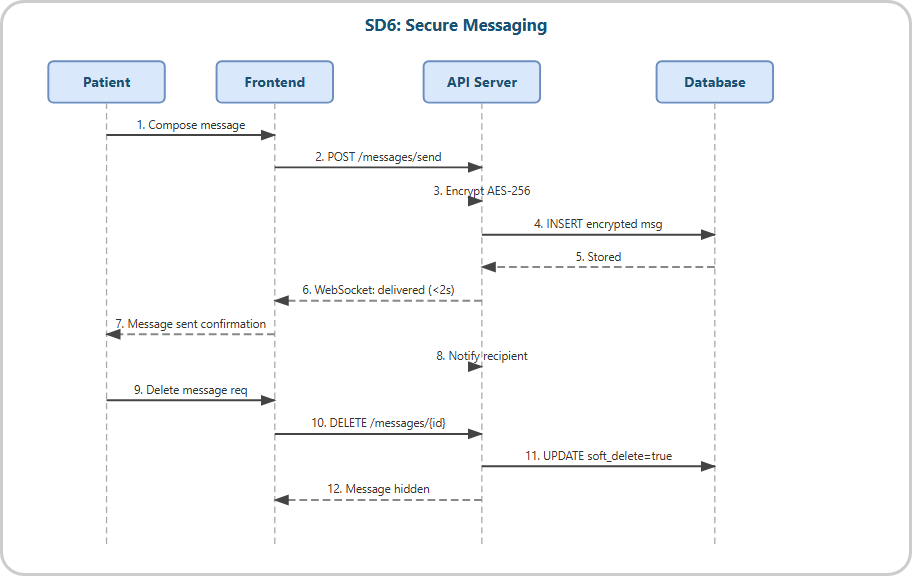 SD6: Secure Messaging
Patient
Frontend
API Server
Database
1. Compose message
2. POST /messages/send
3. Encrypt AES-256
4. INSERT encrypted msg
5. Stored
6. WebSocket: delivered (<2s)
7. Message sent confirmation
8. Notify recipient
9. Delete message req
10. DELETE /messages/{id}
11. UPDATE soft_delete=true
12. Message hidden